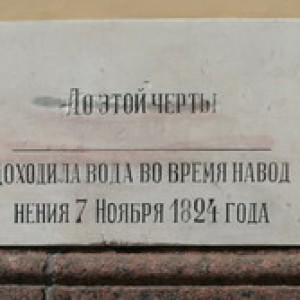 До этой черты
доходила вода во время навод
нения 7 Ноября 1824 года